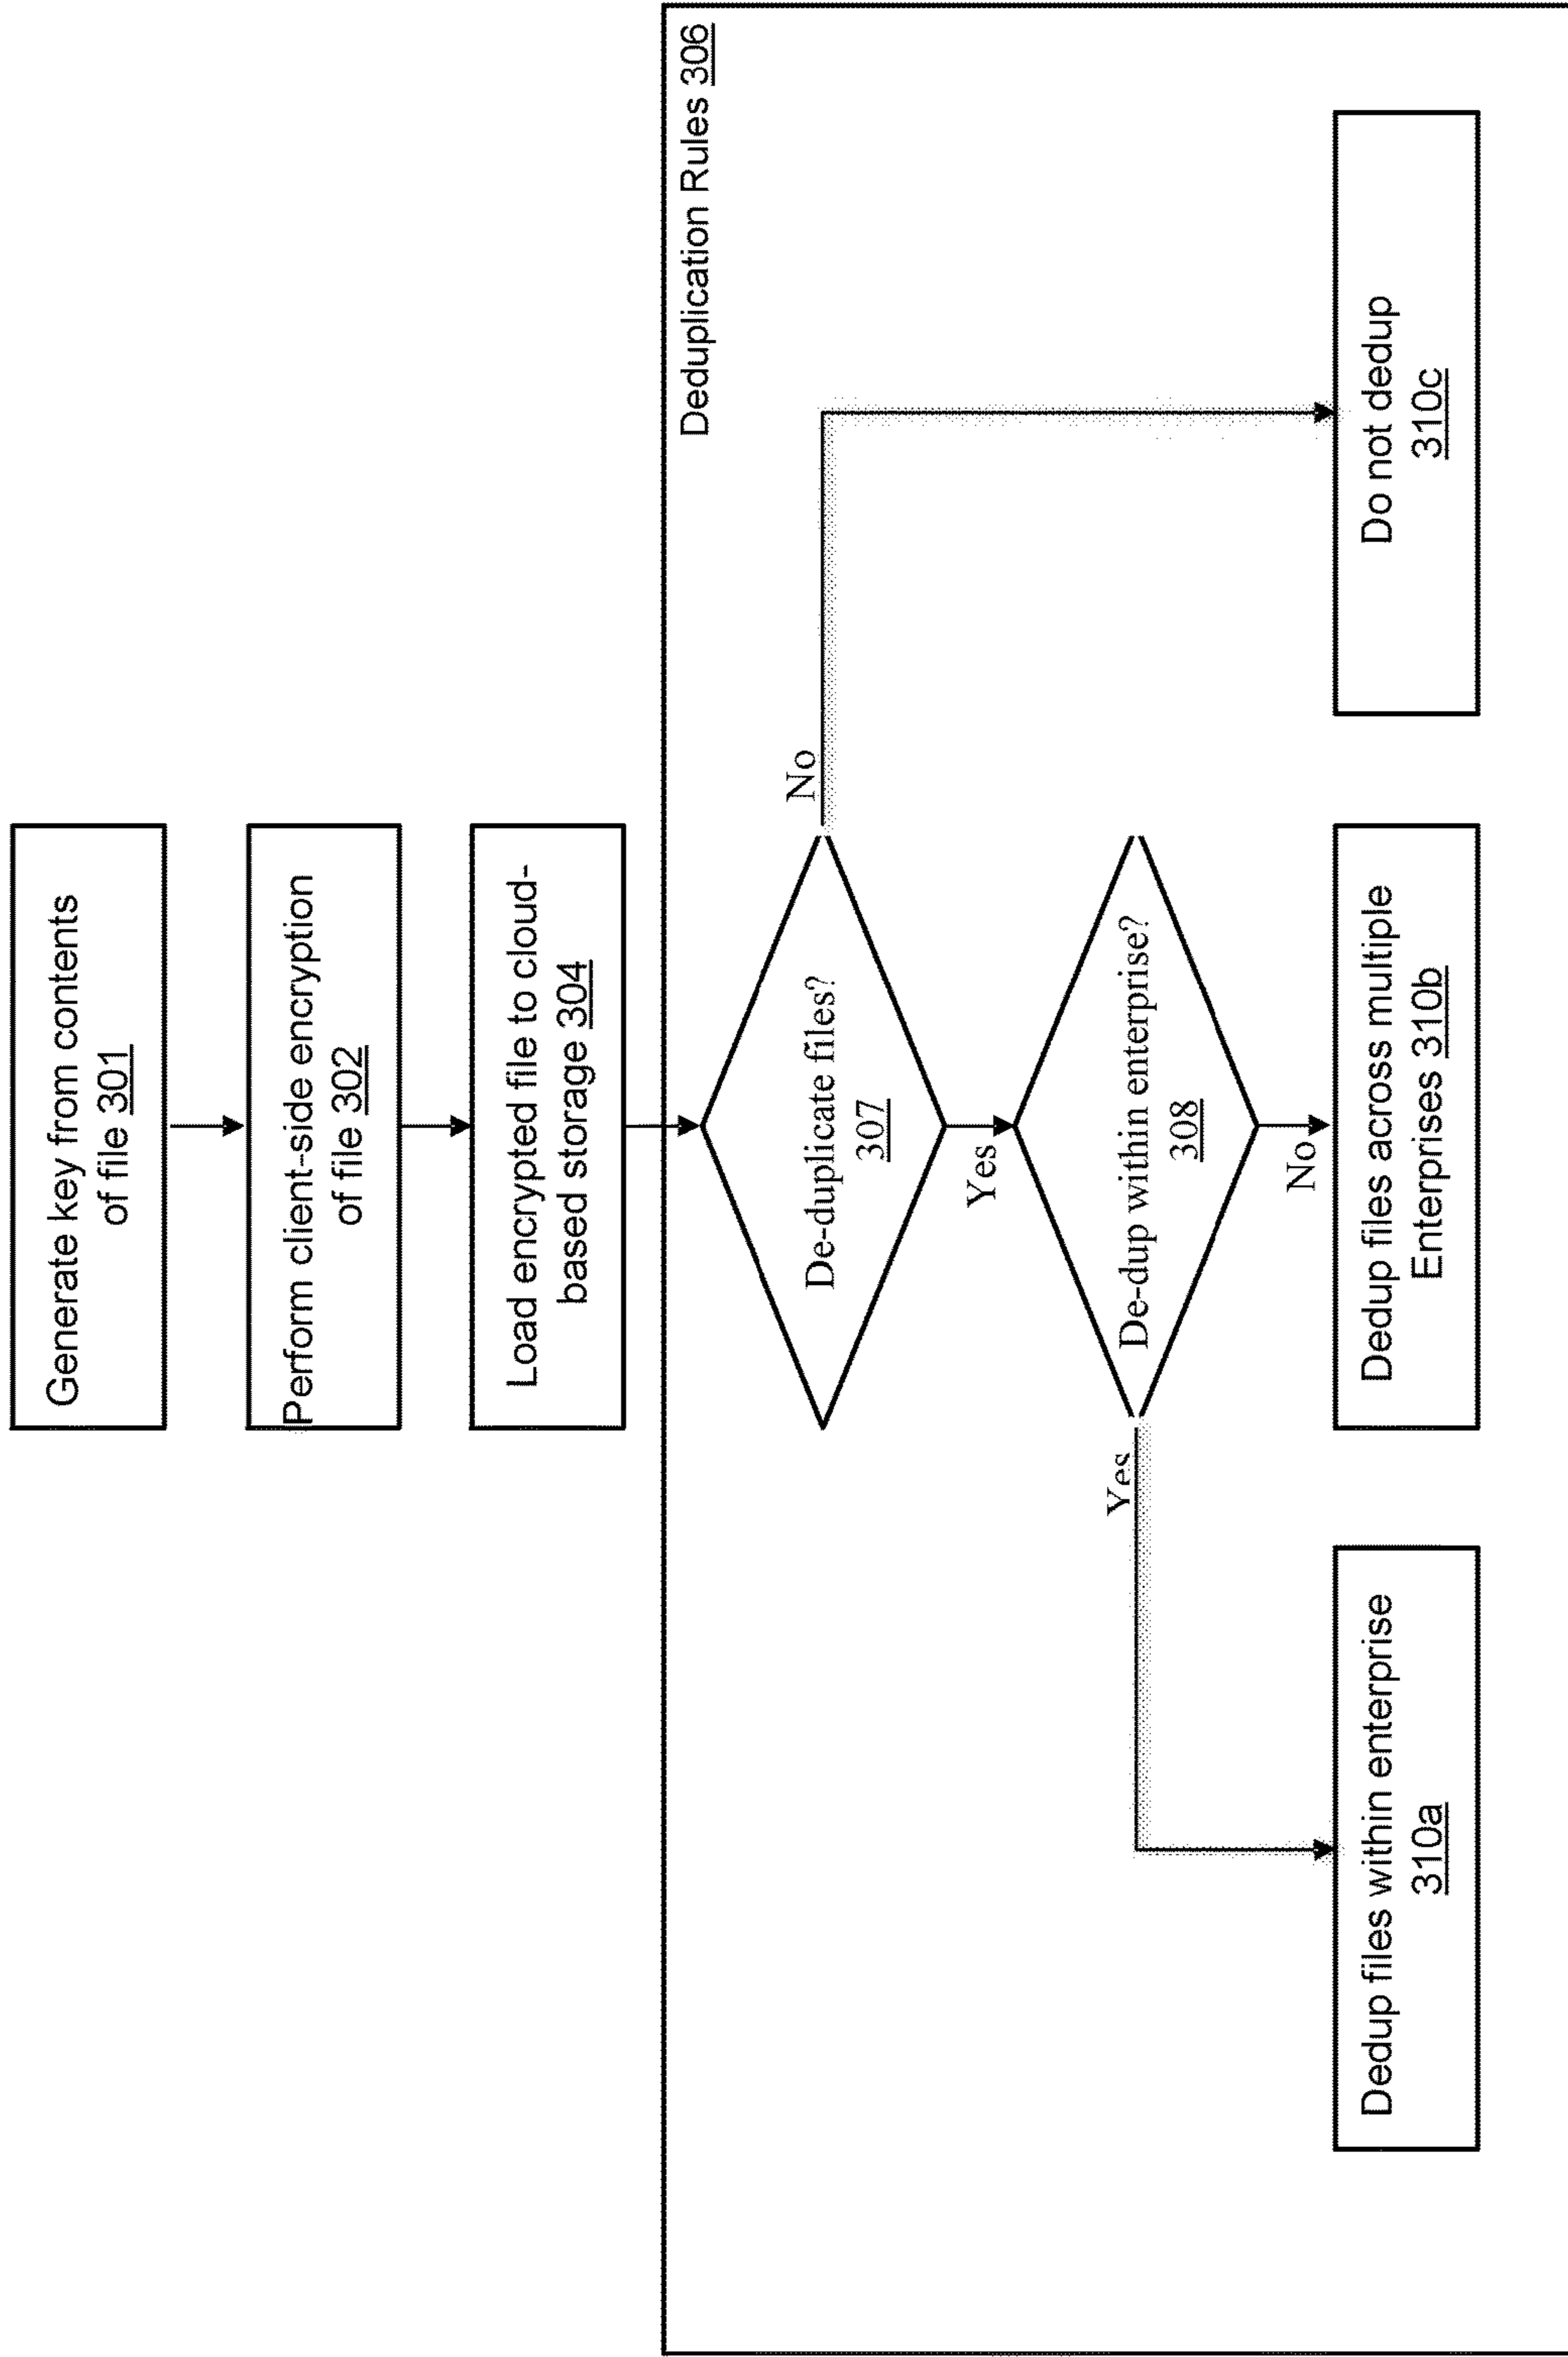 Generate key from contents
of file 301
Perform client-side encryption
of file 302
Load encrypted file to cloud-
based storage 304
Deduplication Rules 306
De-duplicate files?
307
No
Yes
De-dup within enterprise?
308
Yes
No
Dedup files within enterprise
310a
Dedup files across multiple
Enterprises 310b
Do not dedup
310c